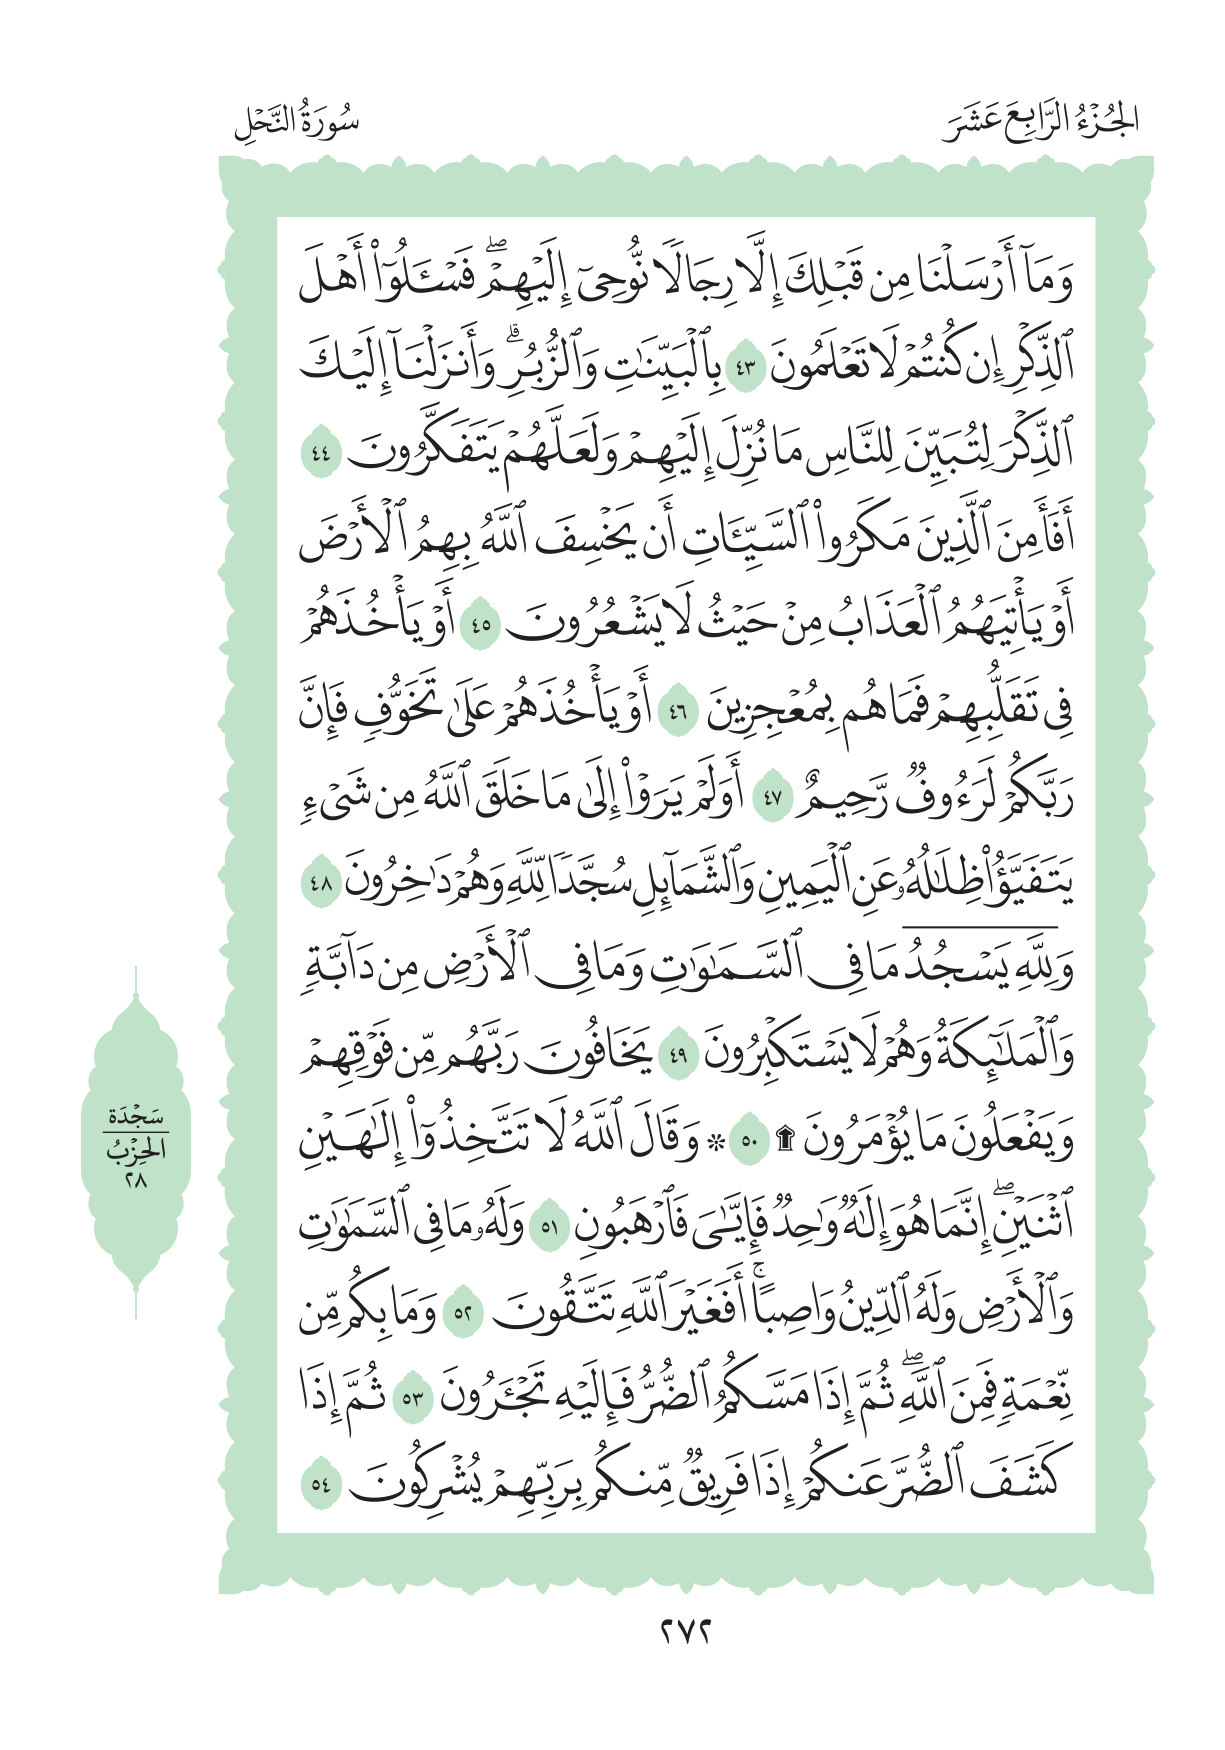 الجُزْءُ الرَّابِعَ عَشَرَ
سُورَةُ النَّحْلِ
وَمَآ أَرْسَلْنَا مِن قَبْلِكَ إِلَّا رِجَالًا نُّوحِىٓ إِلَيْهِمْۖ فَسْـَٔلُوٓا۟ أَهْلَ
ٱلذِّكْرِ إِن كُنتُمْ لَا تَعْلَمُونَ ٤٣ بِٱلْبَيِّنَـٰتِ وَٱلزُّبُرِۗ وَأَنزَلْنَآ إِلَيْكَ
ٱلذِّكْرَ لِتُبَيِّنَ لِلنَّاسِ مَا نُزِّلَ إِلَيْهِمْ وَلَعَلَّهُمْ يَتَفَكَّرُونَ ٤٤
أَفَأَمِنَ ٱلَّذِينَ مَكَرُوا۟ ٱلسَّيِّـَٔاتِ أَن يَخْسِفَ ٱللَّهُ بِهِمُ ٱلْأَرْضَ
أَوْ يَأْتِيَهُمُ ٱلْعَذَابُ مِنْ حَيْثُ لَا يَشْعُرُونَ ٤٥ أَوْ يَأْخُذَهُمْ
فِى تَقَلُّبِهِمْ فَمَا هُم بِمُعْجِزِينَ ٤٦ أَوْ يَأْخُذَهُمْ عَلَىٰ تَخَوُّفٍ فَإِنَّ
رَبَّكُمْ لَرَءُوفٌ رَّحِيمٌ ٤٧ أَوَلَمْ يَرَوْا۟ إِلَىٰ مَا خَلَقَ ٱللَّهُ مِن شَىْءٍ
يَتَفَيَّؤُا۟ ظِلَـٰلُهُۥ عَنِ ٱلْيَمِينِ وَٱلشَّمَآئِلِ سُجَّدًا لِّلَّهِ وَهُمْ دَٰخِرُونَ ٤٨
وَلِلَّهِ يَسْجُدُ مَا فِى ٱلسَّمَـٰوَٰتِ وَمَا فِى ٱلْأَرْضِ مِن دَآبَّةٍ
وَٱلْمَلَـٰٓئِكَةُ وَهُمْ لَا يَسْتَكْبِرُونَ ٤٩ يَخَافُونَ رَبَّهُم مِّن فَوْقِهِمْ
وَيَفْعَلُونَ مَا يُؤْمَرُونَ ۩ ٥٠ * وَقَالَ ٱللَّهُ لَا تَتَّخِذُوٓا۟ إِلَـٰهَيْنِ
ٱثْنَيْنِۖ إِنَّمَا هُوَ إِلَـٰهٌ وَٰحِدٌ فَإِيَّـٰىَ فَٱرْهَبُونِ ٥١ وَلَهُۥ مَا فِى ٱلسَّمَـٰوَٰتِ
وَٱلْأَرْضِ وَلَهُ ٱلدِّينُ وَاصِبًاۚ أَفَغَيْرَ ٱللَّهِ تَتَّقُونَ ٥٢ وَمَا بِكُم مِّن
نِّعْمَةٍ فَمِنَ ٱللَّهِۖ ثُمَّ إِذَا مَسَّكُمُ ٱلضُّرُّ فَإِلَيْهِ تَجْـَٔرُونَ ٥٣ ثُمَّ إِذَا
كَشَفَ ٱلضُّرَّ عَنكُمْ إِذَا فَرِيقٌ مِّنكُم بِرَبِّهِمْ يُشْرِكُونَ ٥٤
سَجْدَة
الحِزْبُ
٢٨
٢٧٢